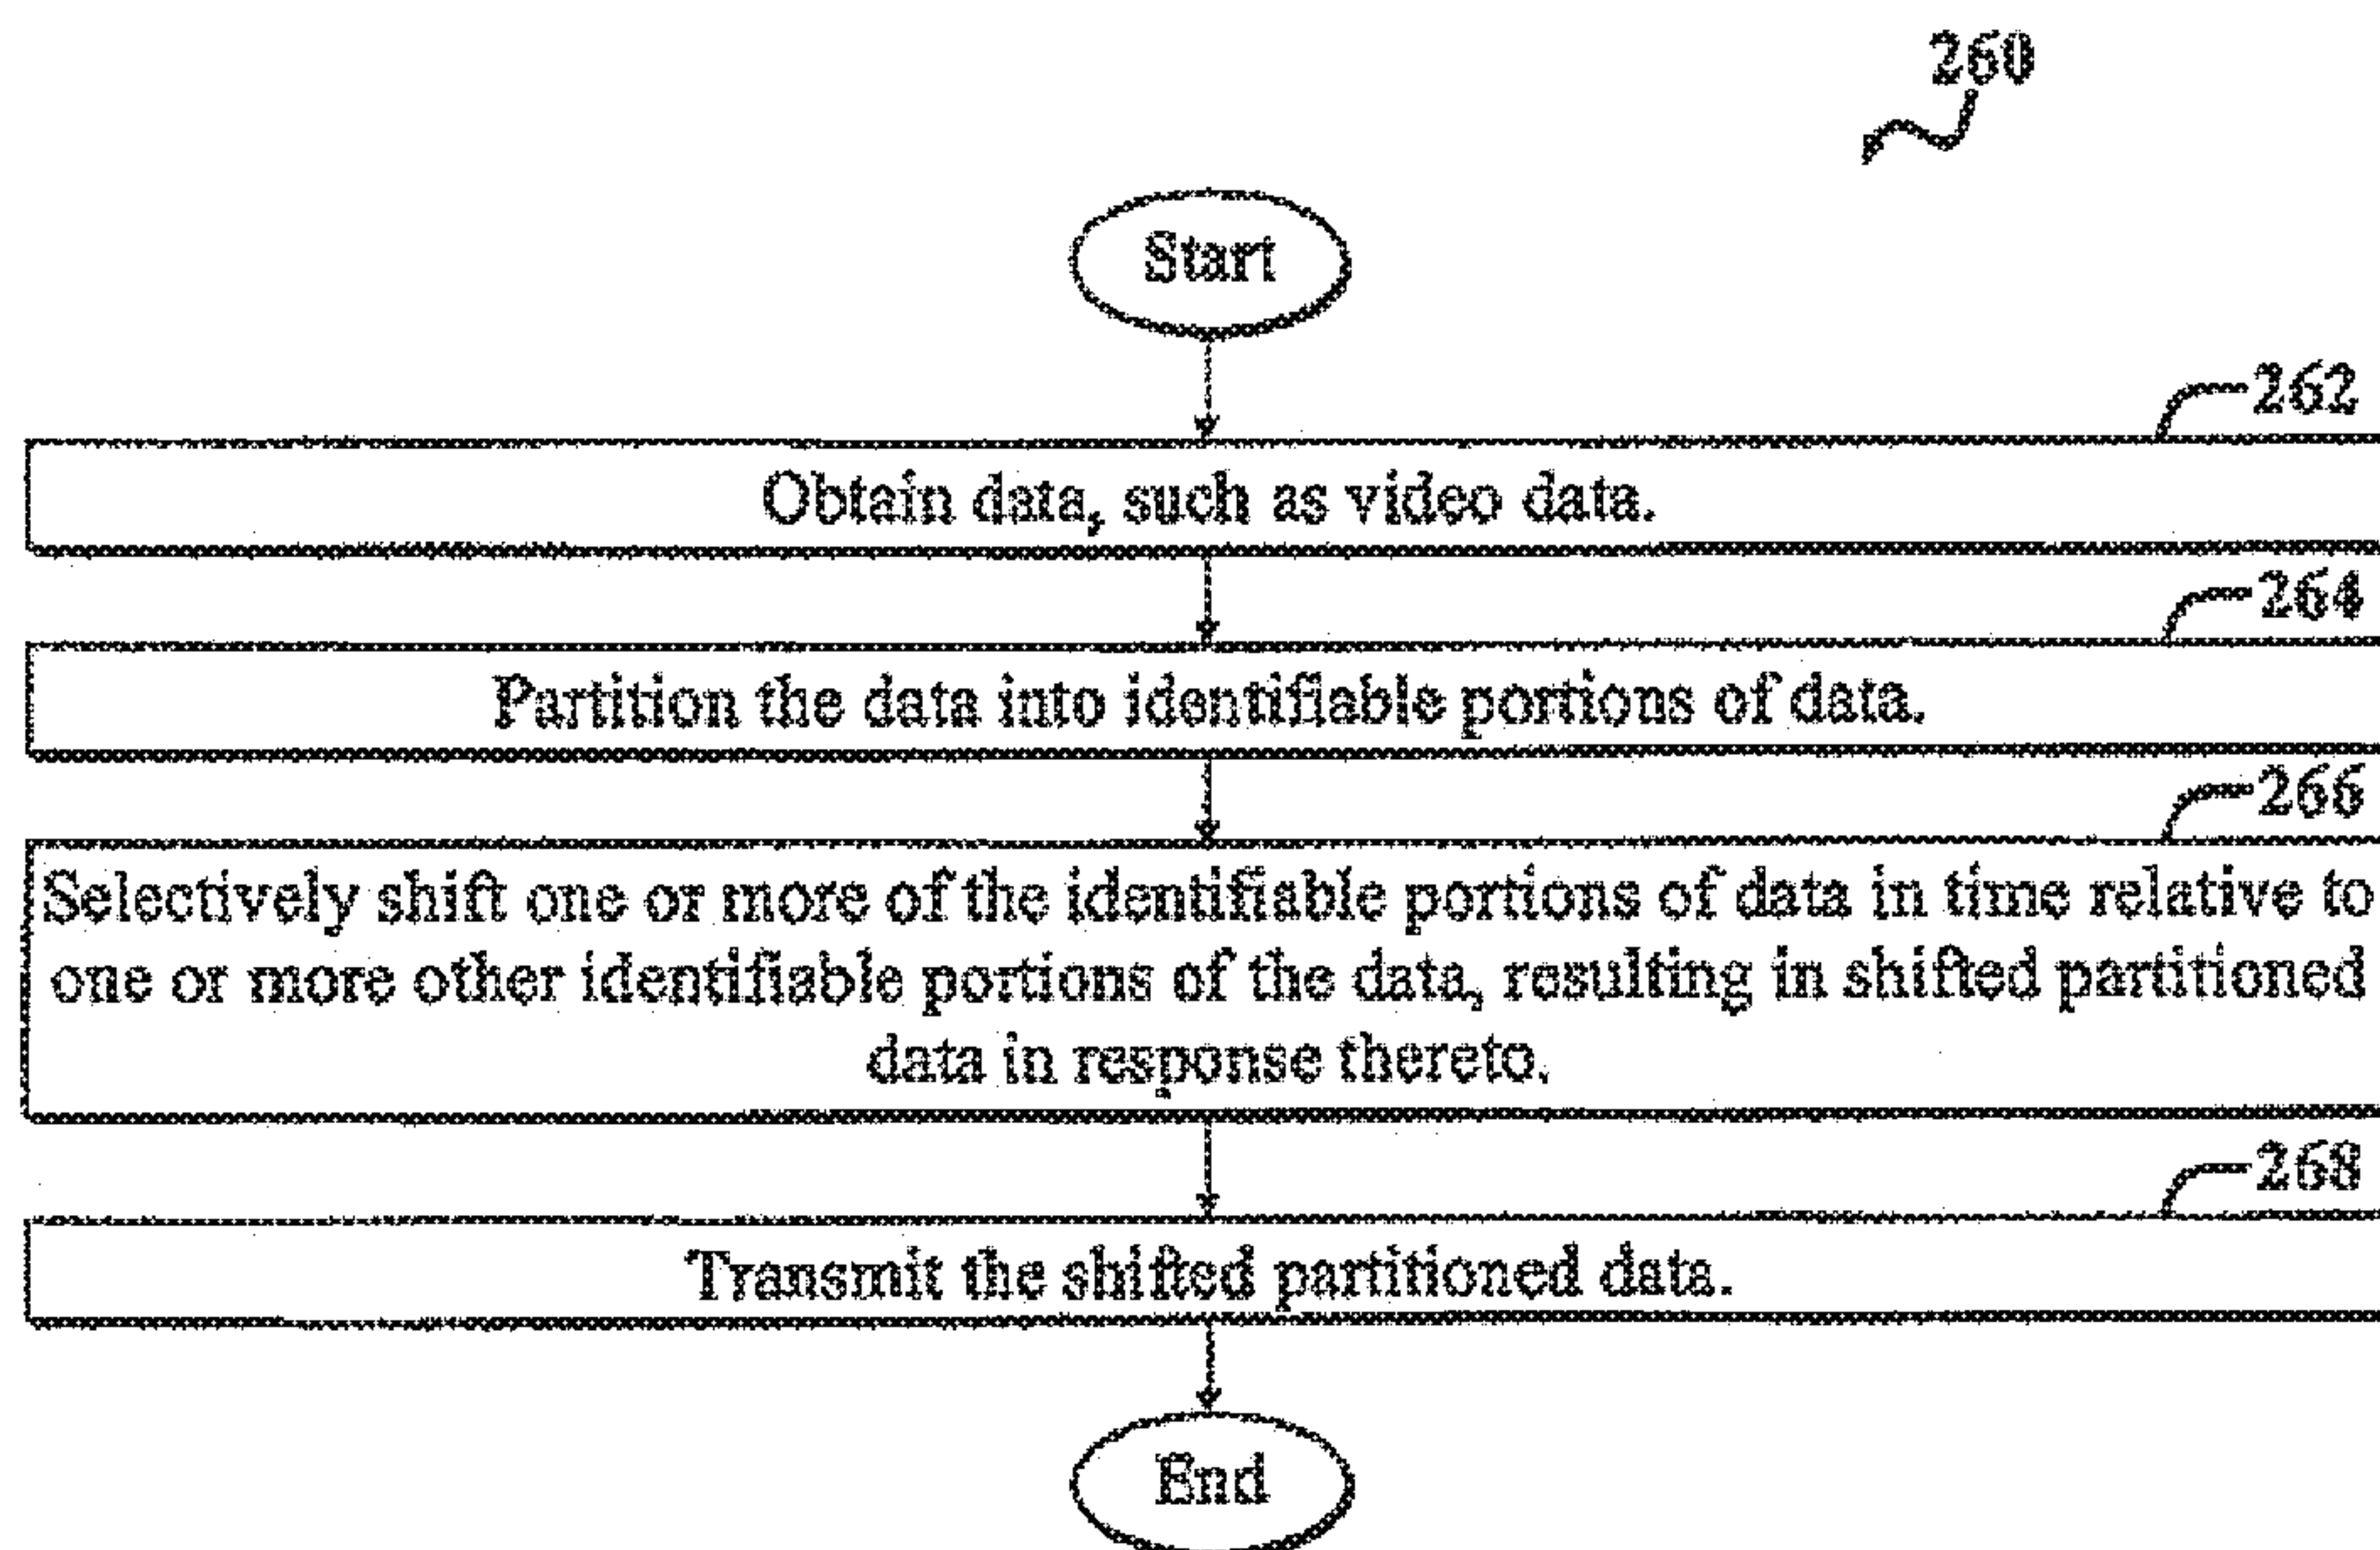 260
Start
262
Obtain data, such as video data.
264
Partition the data into identifiable portions of data.
266
Selectively shift one or more of the identifiable portions of data in time relative to
one or more other identifiable portions of the data, resulting in shifted partitioned
data in response thereto.
268
Transmit the shifted partitioned data.
End